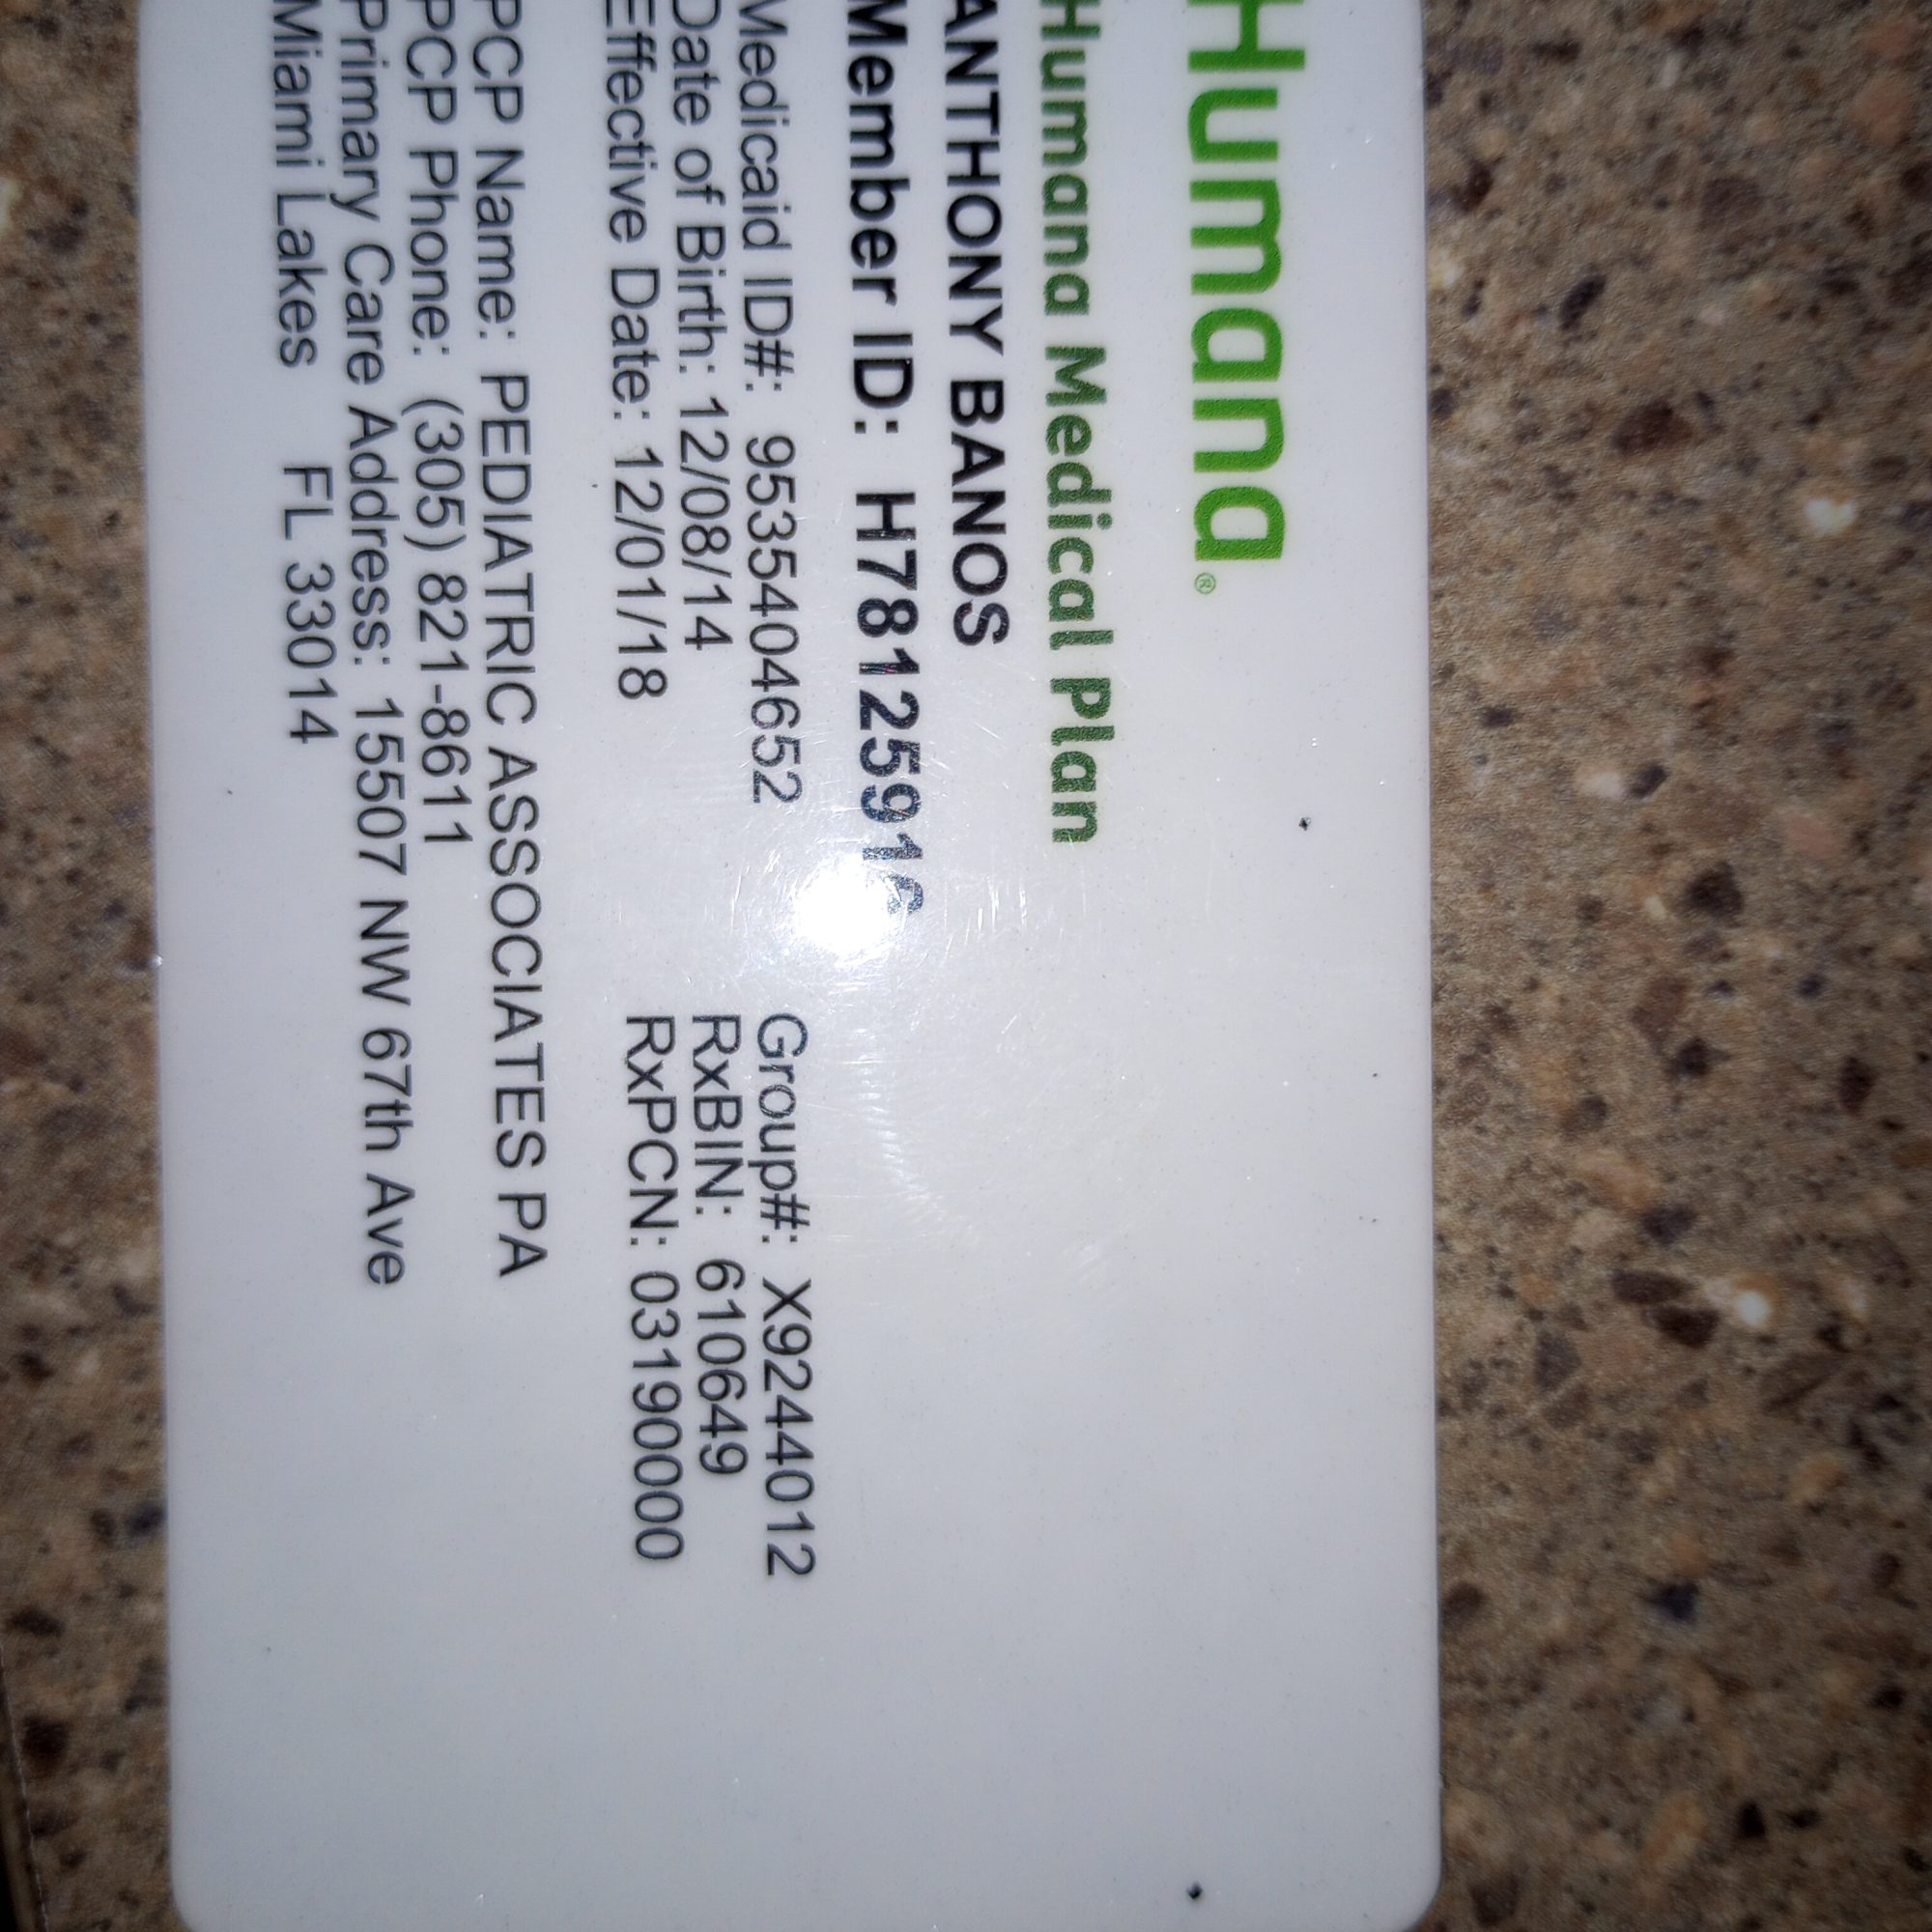 Humana®
Humana Medical Plan
ANTHONY BANOS
Member ID:
Medicaid ID#: 9535404652
Group#: X9244012
Date of Birth: 12/08/14
RxBIN: 610649
Effective Date: 12/01/18
RxPCN: 03190000
PCP Name: PEDIATRIC ASSOCIATES PA
PCP Phone: (305) 821-8611
Primary Care Address: 15507 NW 67th Ave
Miami Lakes FL 33014